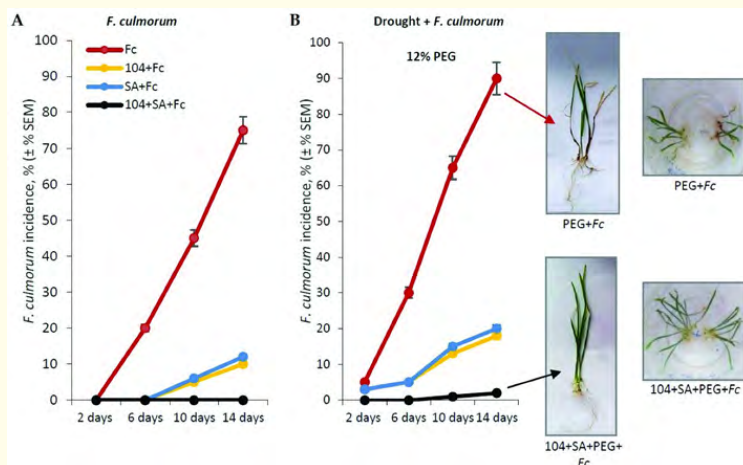 A
F. culmorum
F. culmorum incidence, % (± % SEM)
100
90
80
70
60
50
40
30
20
10
0
Fc
104+Fc
SA+Fc
104+SA+Fc
2 days
6 days
10 days
14 days
B
Drought + F. culmorum
12% PEG
F. culmorum incidence, % (± % SEM)
100
90
80
70
60
50
40
30
20
10
0
2 days
6 days
10 days
14 days
PEG+Fc
PEG+Fc
104+SA+PEG+
Fc
104+SA+PEG+Fc